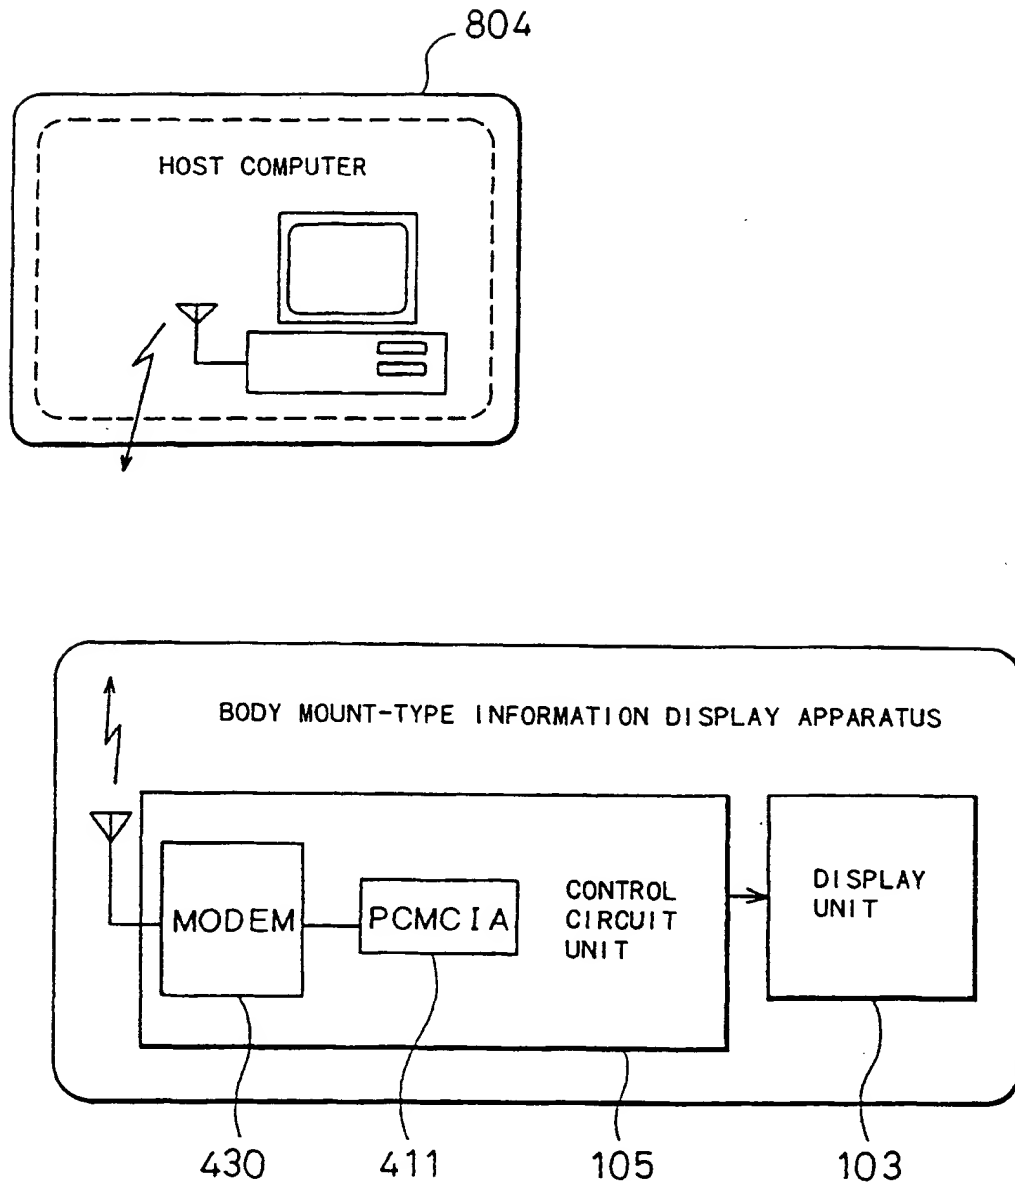 804
HOST COMPUTER
BODY MOUNT-TYPE INFORMATION DISPLAY APPARATUS
MODEM
PCMCIA
CONTROL
CIRCUIT
UNIT
DISPLAY
UNIT
430
411
105
103